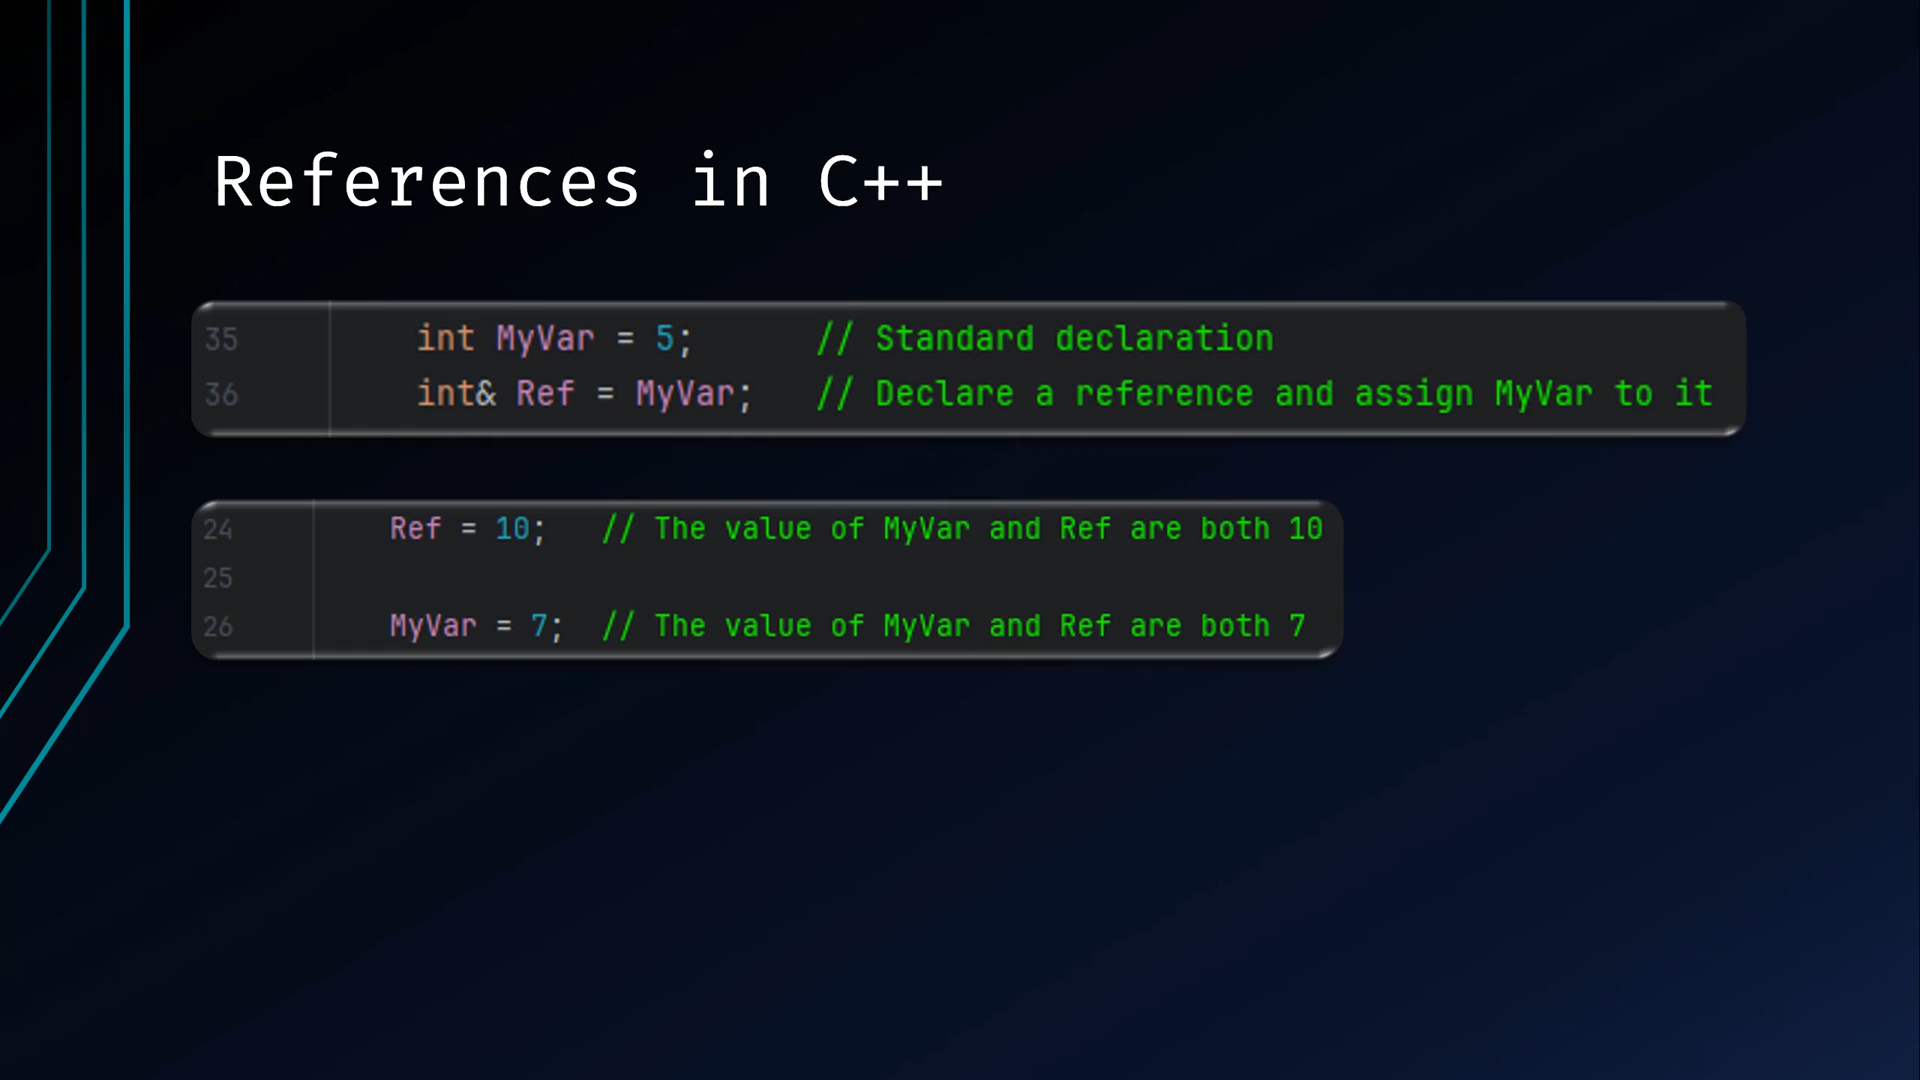 References in C++
35 int MyVar = 5; // Standard declaration
36 int& Ref = MyVar; // Declare a reference and assign MyVar to it
24 Ref = 10; // The value of MyVar and Ref are both 10
25
26 MyVar = 7; // The value of MyVar and Ref are both 7